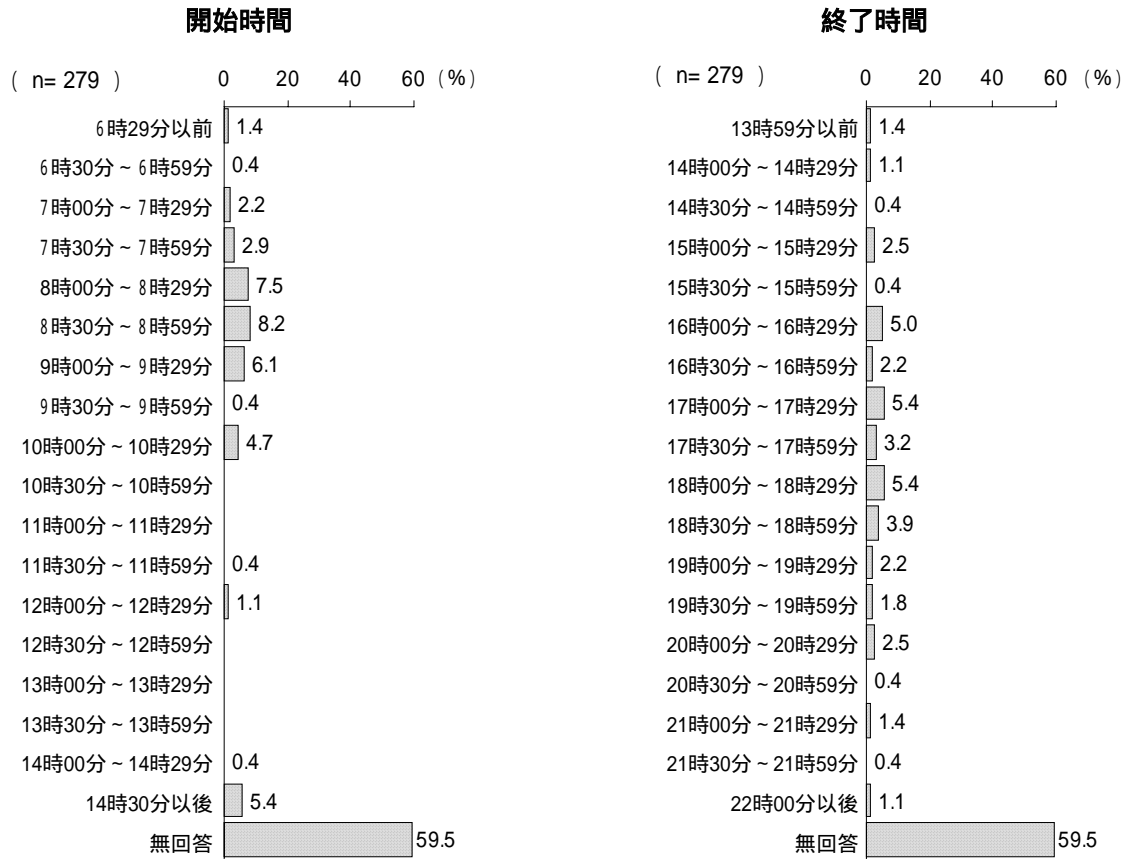 開始時間
( n= 279 ) 0 20 40 60 (%)
6時29分以前 1.4
6時30分 ~ 6時59分 0.4
7時00分 ~ 7時29分 2.2
7時30分 ~ 7時59分 2.9
8時00分 ~ 8時29分 7.5
8時30分 ~ 8時59分 8.2
9時00分 ~ 9時29分 6.1
9時30分 ~ 9時59分 0.4
10時00分 ~ 10時29分 4.7
10時30分 ~ 10時59分
11時00分 ~ 11時29分
11時30分 ~ 11時59分 0.4
12時00分 ~ 12時29分 1.1
12時30分 ~ 12時59分
13時00分 ~ 13時29分
13時30分 ~ 13時59分
14時00分 ~ 14時29分 0.4
14時30分以後 5.4
無回答 59.5
終了時間
( n= 279 ) 0 20 40 60 (%)
13時59分以前 1.4
14時00分 ~ 14時29分 1.1
14時30分 ~ 14時59分 0.4
15時00分 ~ 15時29分 2.5
15時30分 ~ 15時59分 0.4
16時00分 ~ 16時29分 5.0
16時30分 ~ 16時59分 2.2
17時00分 ~ 17時29分 5.4
17時30分 ~ 17時59分 3.2
18時00分 ~ 18時29分 5.4
18時30分 ~ 18時59分 3.9
19時00分 ~ 19時29分 2.2
19時30分 ~ 19時59分 1.8
20時00分 ~ 20時29分 2.5
20時30分 ~ 20時59分 0.4
21時00分 ~ 21時29分 1.4
21時30分 ~ 21時59分 0.4
22時00分以後 1.1
無回答 59.5